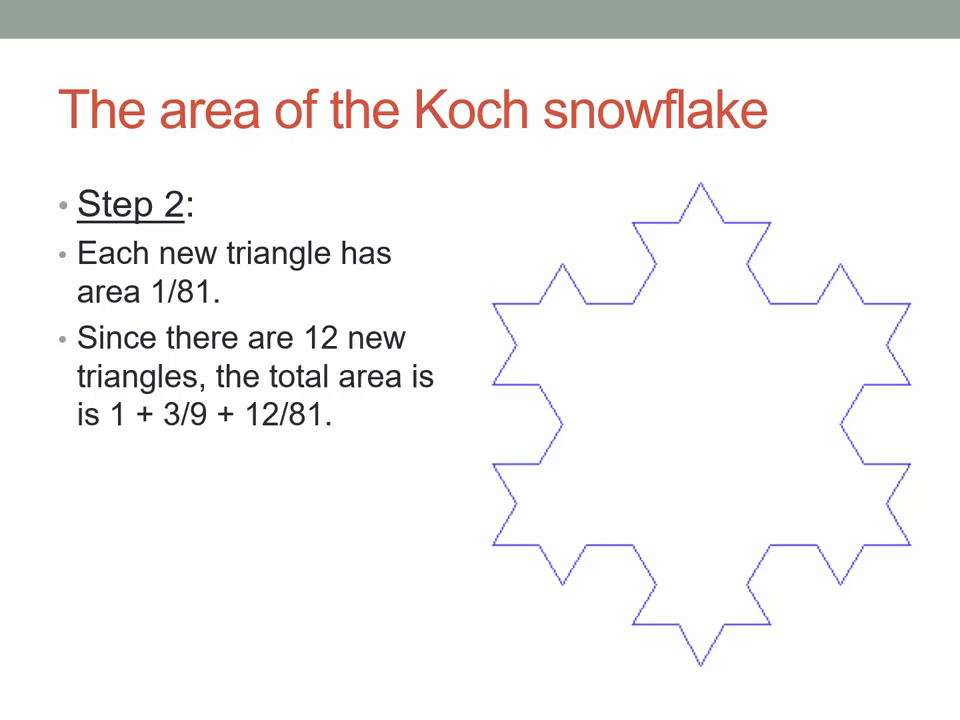 The area of the Koch snowflake
• Step 2:
• Each new triangle has
area 1/81.
• Since there are 12 new
triangles, the total area is
is 1 + 3/9 + 12/81.